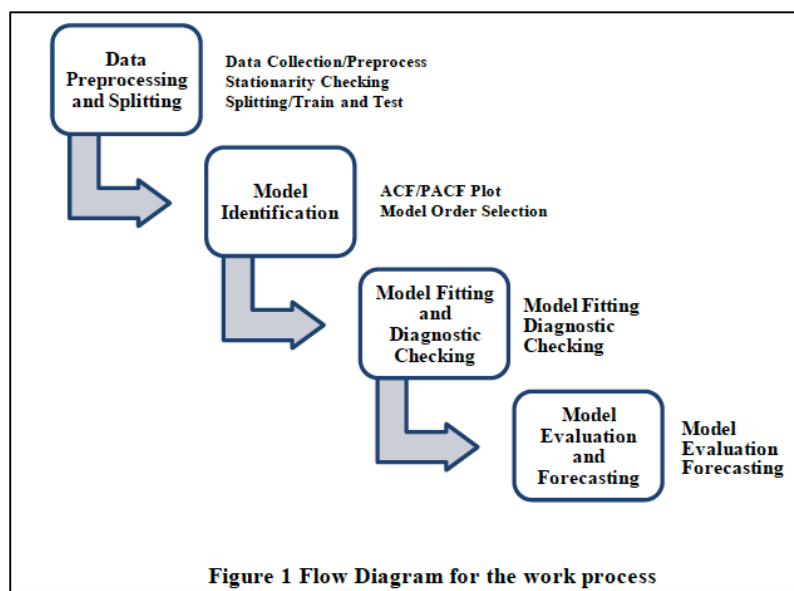 Data
Preprocessing
and Splitting
Data Collection/Preprocess
Stationarity Checking
Splitting/Train and Test
Model
Identification
ACF/PACF Plot
Model Order Selection
Model Fitting
and
Diagnostic
Checking
Model Fitting
Diagnostic
Checking
Model
Evaluation
and
Forecasting
Model
Evaluation
Forecasting
Figure 1 Flow Diagram for the work process